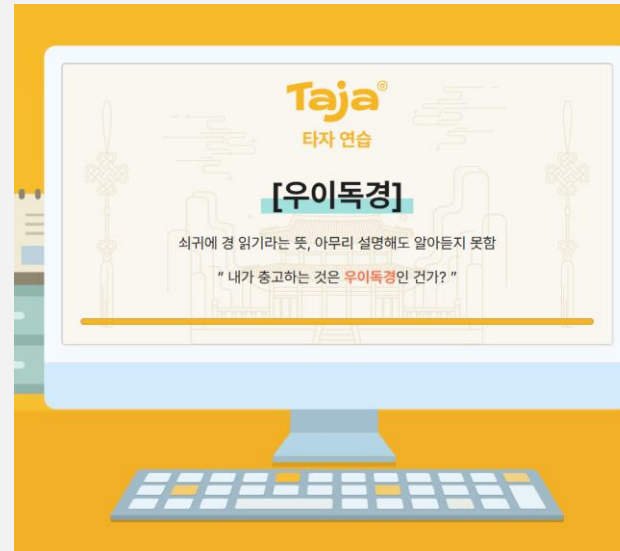 Taja®
타자 연습
[우이독경]
쇠귀에 경 읽기라는 뜻, 아무리 설명해도 알아듣지 못함
" 내가 충고하는 것은 우이독경인 건가? "